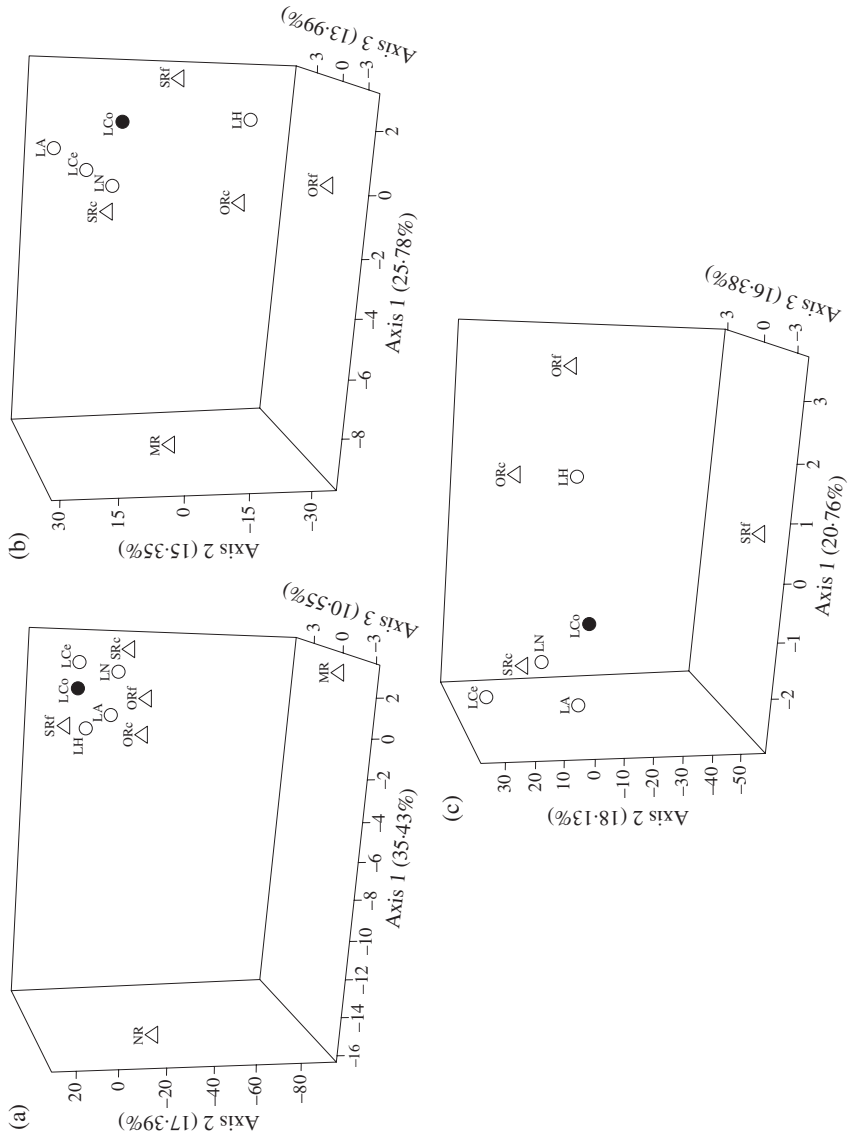 (a)
20
0
−20
−40
−60
−80
Axis 2 (17·39%)
−16
−14
−12
−10
−8
−6
−4
−2
0
2
Axis 1 (35·43%)
3
0
−3
Axis 3 (10·55%)
NR
SRf
LH
LCo
LCe
LA
LN
SRc
ORf
ORc
MR
(b)
30
15
0
−15
−30
Axis 2 (15·35%)
−8
−6
−4
−2
0
2
Axis 1 (25·78%)
3
0
−3
Axis 3 (13·99%)
MR
LA
LCe
LN
SRc
LCo
SRf
LH
ORc
ORf
(c)
30
20
10
0
−10
−20
−30
−40
−50
Axis 2 (18·13%)
−2
−1
0
1
2
3
Axis 1 (20·76%)
3
0
−3
Axis 3 (16·38%)
LCe
SRc
LN
LA
LCo
ORc
LH
ORf
SRf